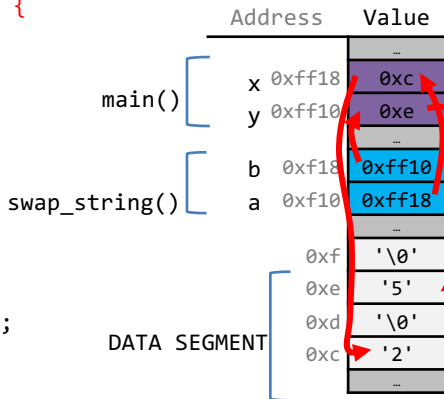 {
Address Value
…
x 0xff18 0xc
main()
y 0xff10 0xe
…
b 0xf18 0xff10
swap_string() a 0xf10 0xff18
…
0xf '\0'
0xe '5'
; 0xd '\0'
DATA SEGMENT 0xc '2'
…